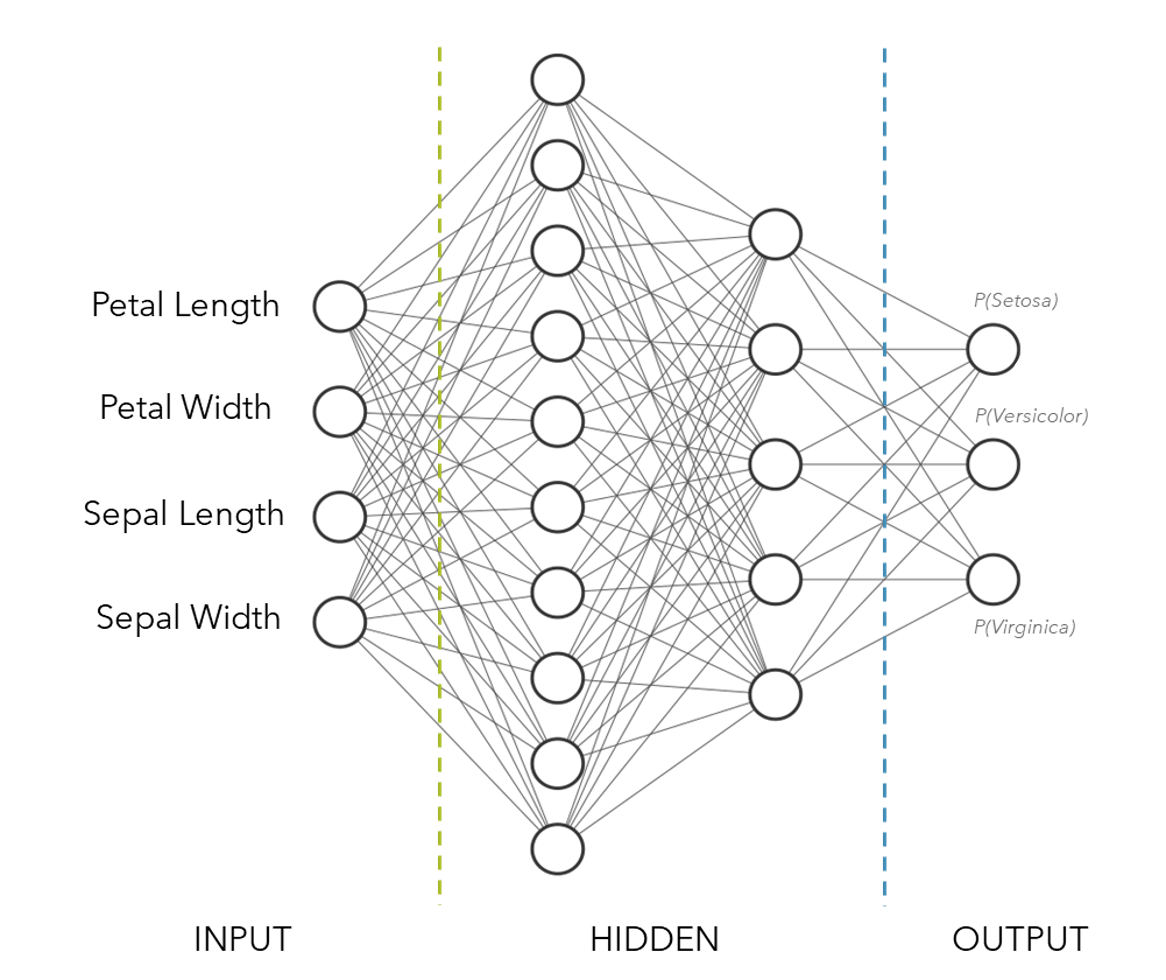 Petal Length
Petal Width
Sepal Length
Sepal Width
P(Setosa)
P(Versicolor)
P(Virginica)
INPUT
HIDDEN
OUTPUT